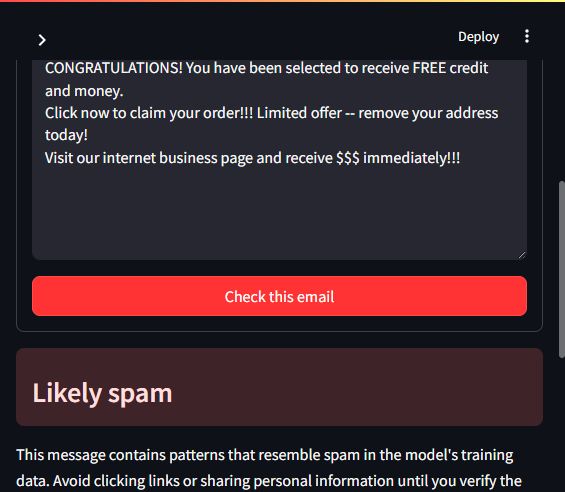 Deploy
CONGRATULATIONS! You have been selected to receive FREE credit
and money.
Click now to claim your order!!! Limited offer -- remove your address
today!
Visit our internet business page and receive $$$ immediately!!!
Check this email
Likely spam
This message contains patterns that resemble spam in the model's training
data. Avoid clicking links or sharing personal information until you verify the